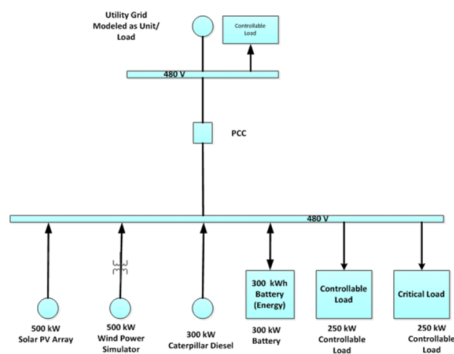 Utility Grid
Modeled as Unit/
Load
Controllable
Load
480 V
PCC
480 V
300 kWh
Battery
(Energy)
Controllable
Load
Critical Load
500 kW
Solar PV Array
500 kW
Wind Power
Simulator
300 kW
Caterpillar Diesel
300 kW
Battery
250 kW
Controllable
Load
250 kW
Controllable
Load